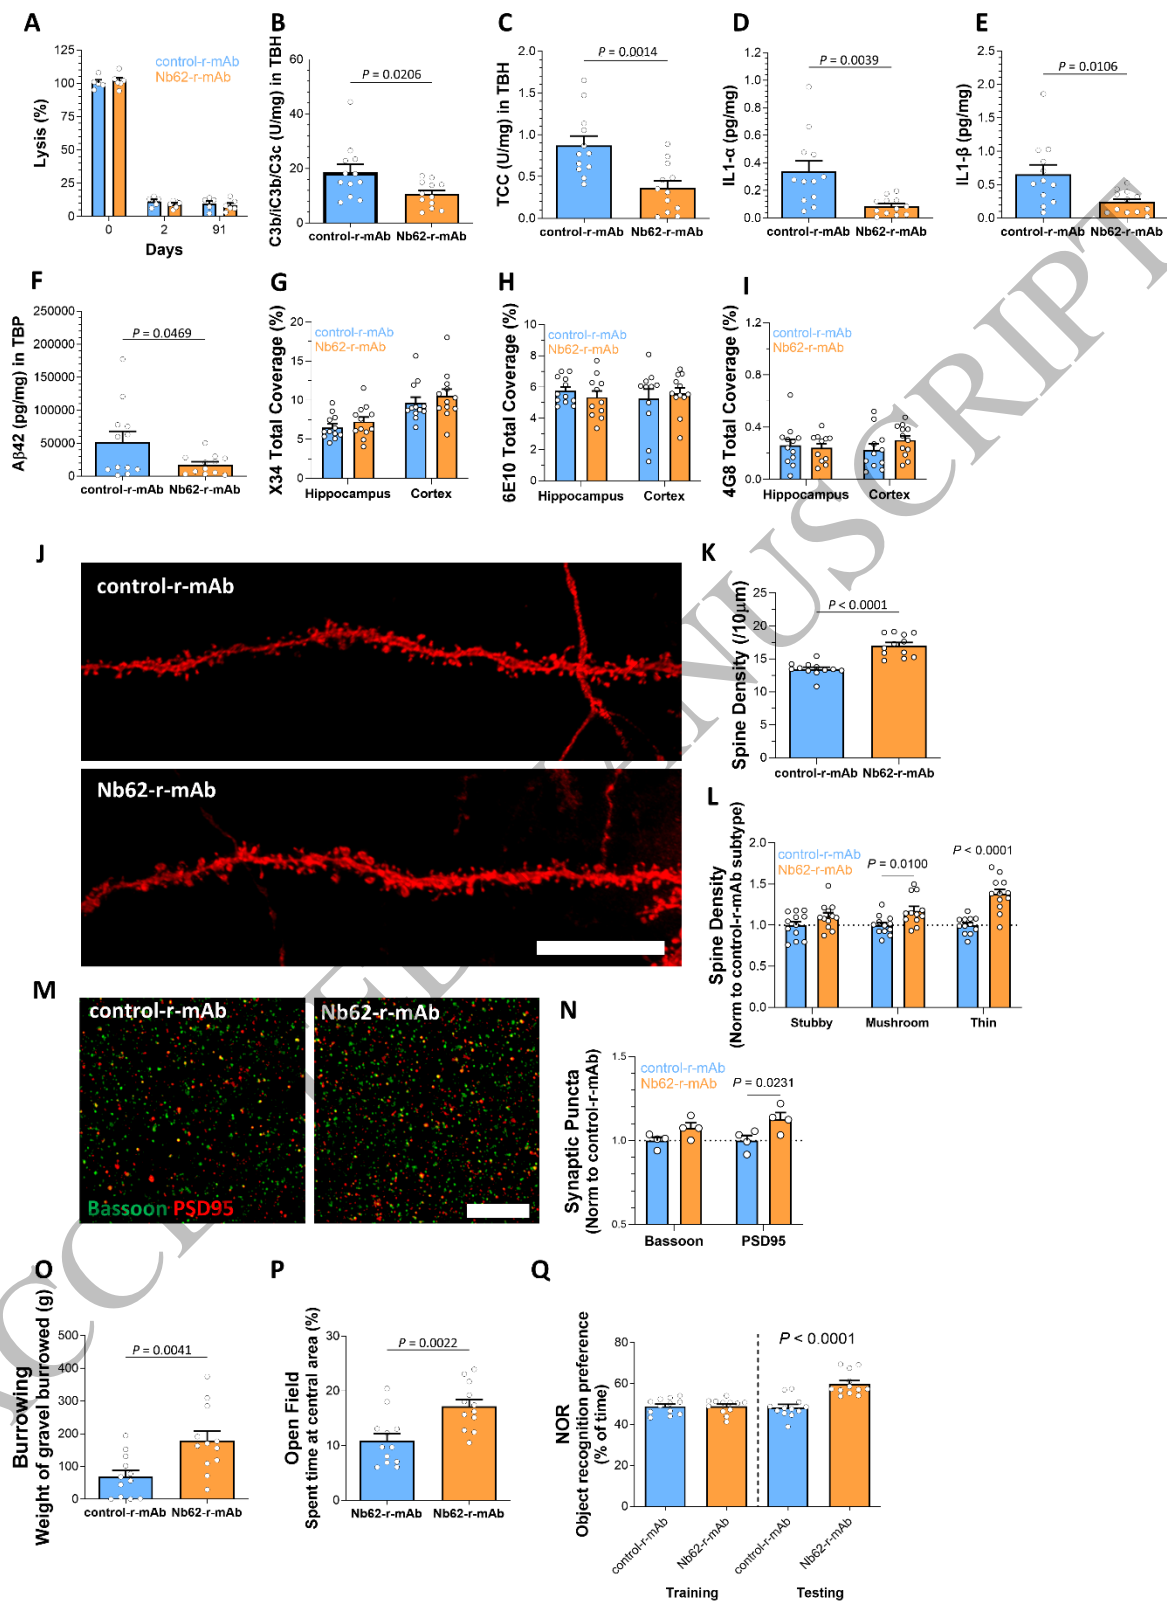 A
Lysis (%)
125
100
75
50
25
0
control-r-mAb
Nb62-r-mAb
0 2 91
Days
B
C3b/iC3b/C3c (U/mg) in TBH
60
40
20
0
P = 0.0206
control-r-mAb Nb62-r-mAb
C
TCC (U/mg) in TBH
2.0
1.5
1.0
0.5
0.0
P = 0.0014
control-r-mAb Nb62-r-mAb
D
IL1-α (pg/mg)
1.2
0.9
0.6
0.3
0.0
P = 0.0039
control-r-mAb Nb62-r-mAb
E
IL1-β (pg/mg)
2.5
2.0
1.5
1.0
0.5
0.0
P = 0.0106
control-r-mAb Nb62-r-mAb
F
Aβ42 (pg/mg) in TBP
250000
200000
150000
100000
50000
0
P = 0.0469
control-r-mAb Nb62-r-mAb
G
X34 Total Coverage (%)
20
15
10
5
0
control-r-mAb
Nb62-r-mAb
Hippocampus Cortex
H
6E10 Total Coverage (%)
12
10
8
6
4
2
0
control-r-mAb
Nb62-r-mAb
Hippocampus Cortex
I
4G8 Total Coverage (%)
1.2
0.8
0.4
0.0
control-r-mAb
Nb62-r-mAb
Hippocampus Cortex
J
control-r-mAb
Nb62-r-mAb
K
Spine Density (/10μm)
25
20
15
10
5
0
P < 0.0001
control-r-mAb Nb62-r-mAb
L
Spine Density
(Norm to control-r-mAb subtype)
2.0
1.5
1.0
0.5
0.0
control-r-mAb
Nb62-r-mAb
P = 0.0100
P < 0.0001
Stubby Mushroom Thin
M
control-r-mAb
Nb62-r-mAb
Bassoon PSD95
N
Synaptic Puncta
(Norm to control-r-mAb)
1.5
1.0
0.5
control-r-mAb
Nb62-r-mAb
P = 0.0231
Bassoon PSD95
O
Burrowing
Weight of gravel burrowed (g)
500
400
300
200
100
0
P = 0.0041
control-r-mAb Nb62-r-mAb
P
Open Field
Spent time at central area (%)
30
20
10
0
P = 0.0022
Nb62-r-mAb Nb62-r-mAb
Q
NOR
Object recognition preference
(% of time)
80
60
40
20
0
P < 0.0001
control-r-mAb Nb62-r-mAb control-r-mAb Nb62-r-mAb
Training Testing
ACCEPTED MANUSCRIPT